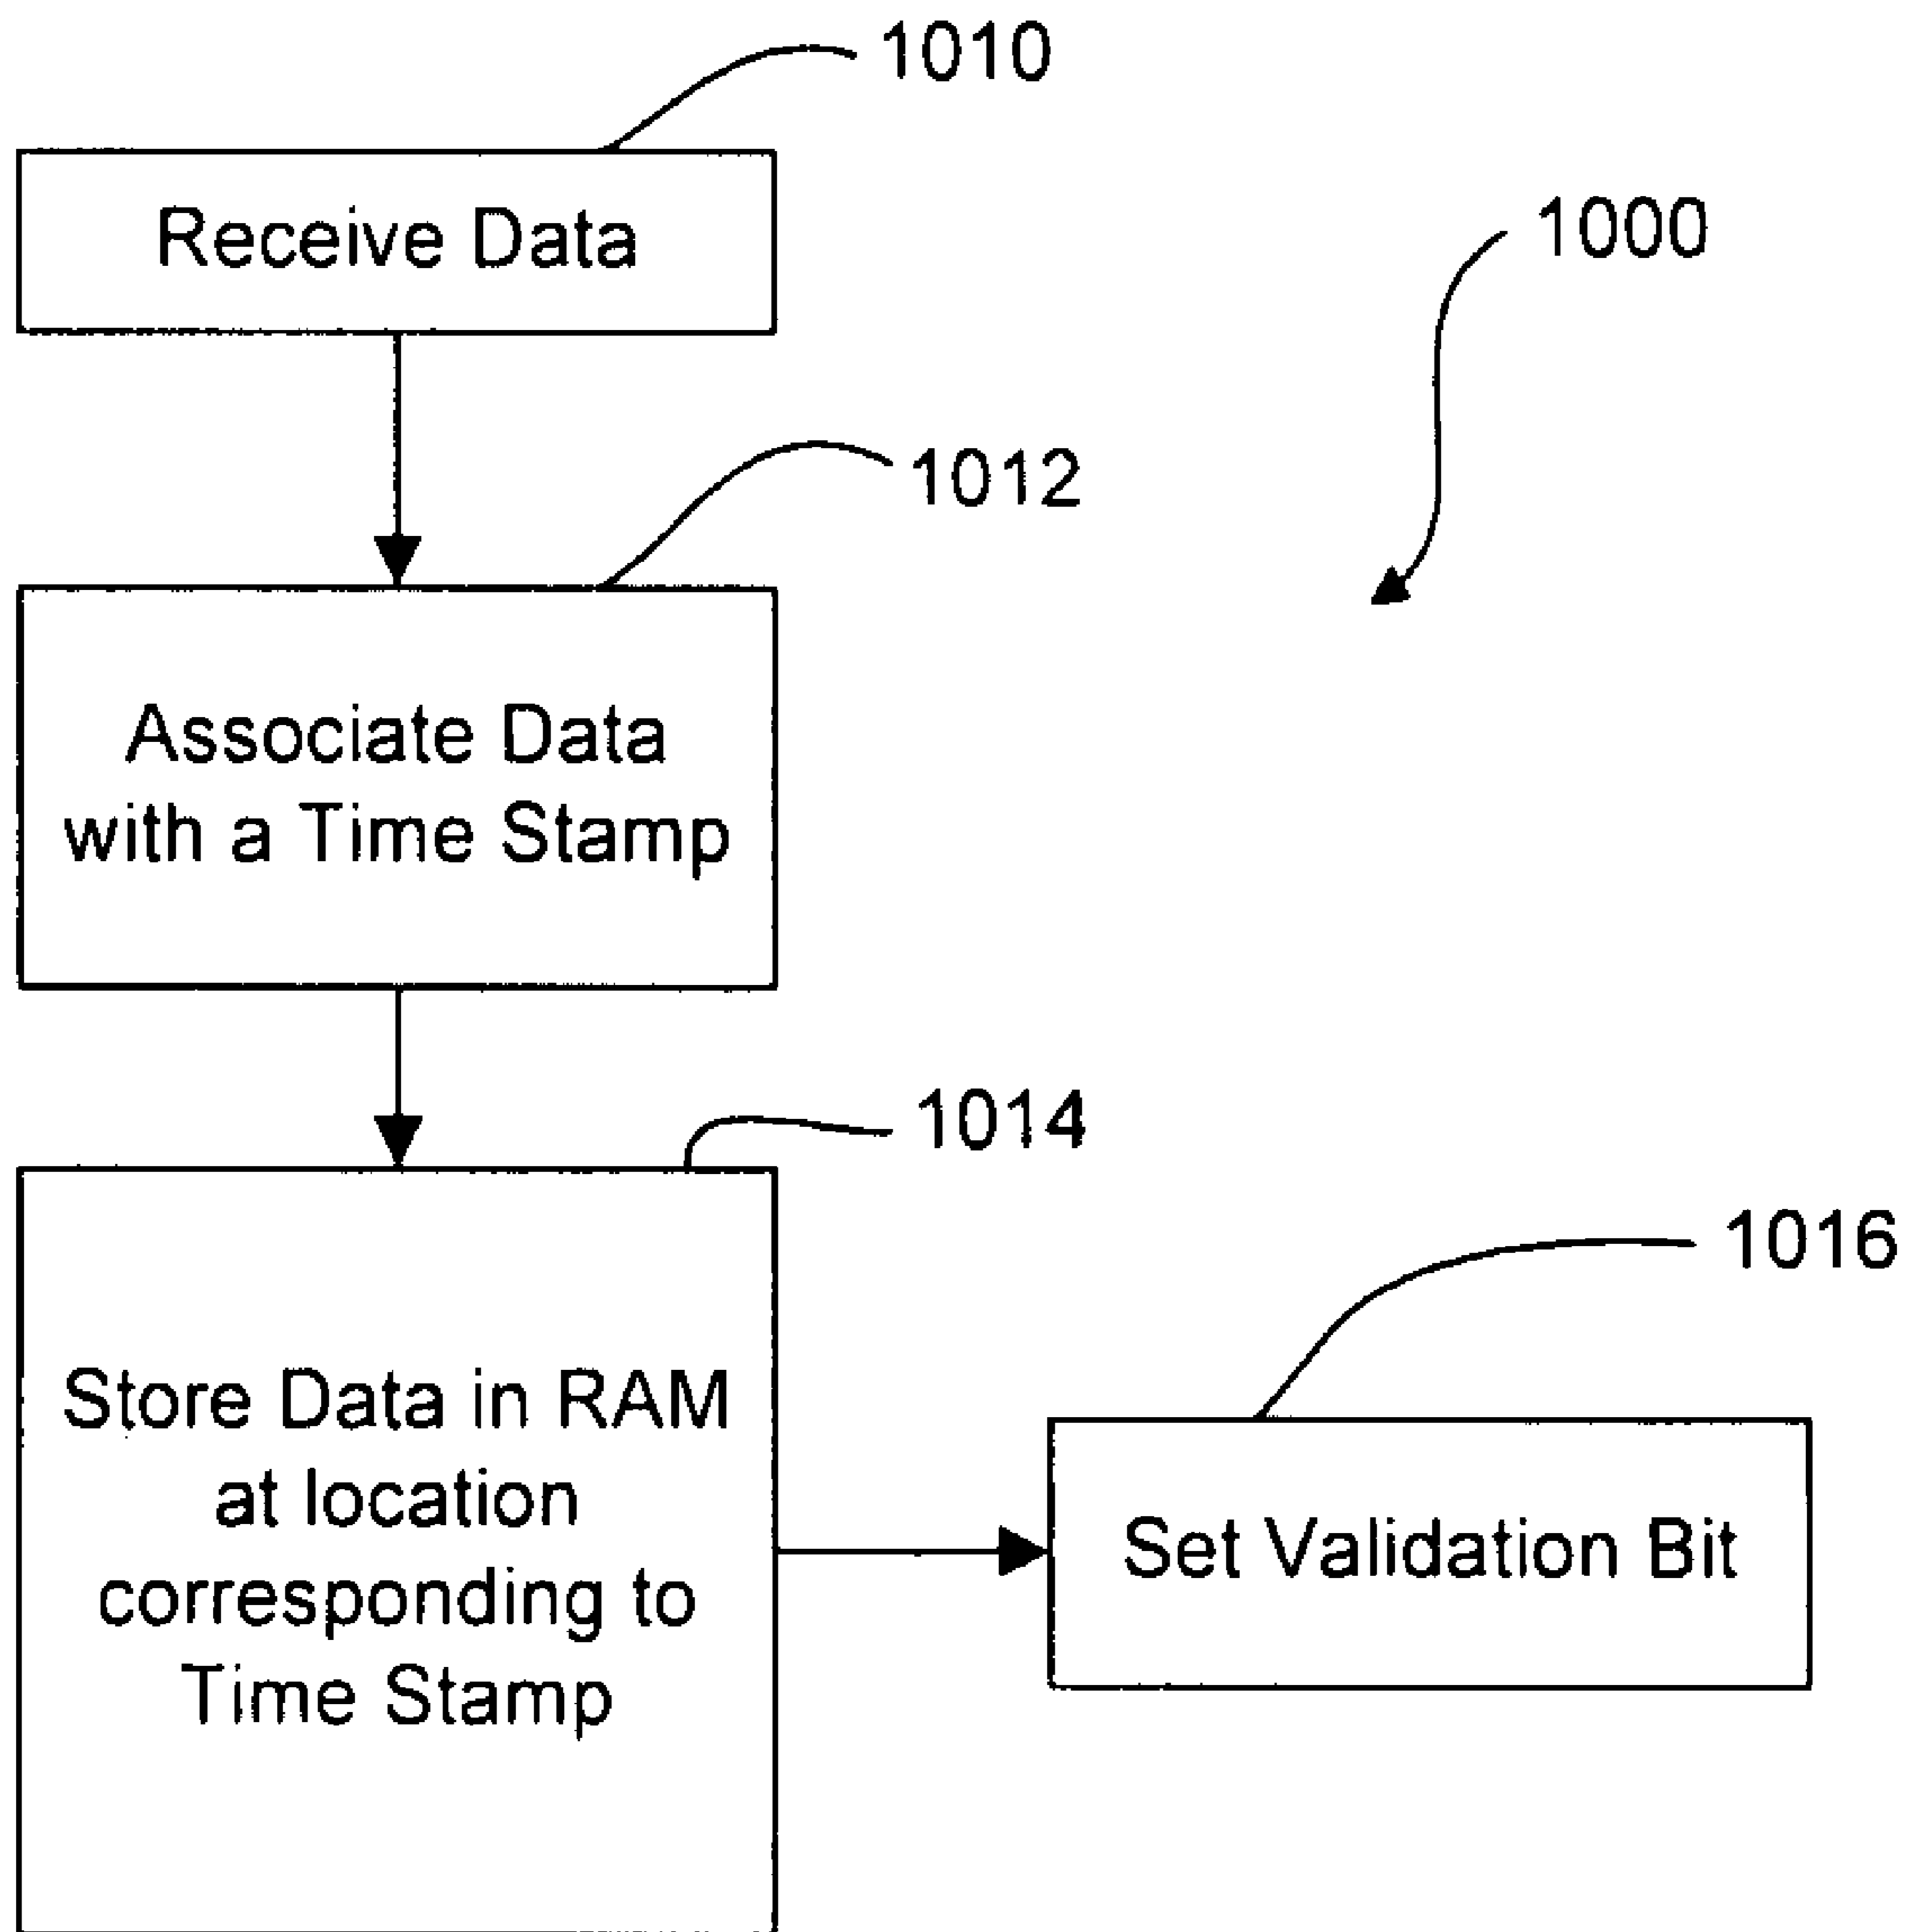 1010
Receive Data
1000
1012
Associate Data
with a Time Stamp
1014
Store Data in RAM
at location
corresponding to
Time Stamp
1016
Set Validation Bit